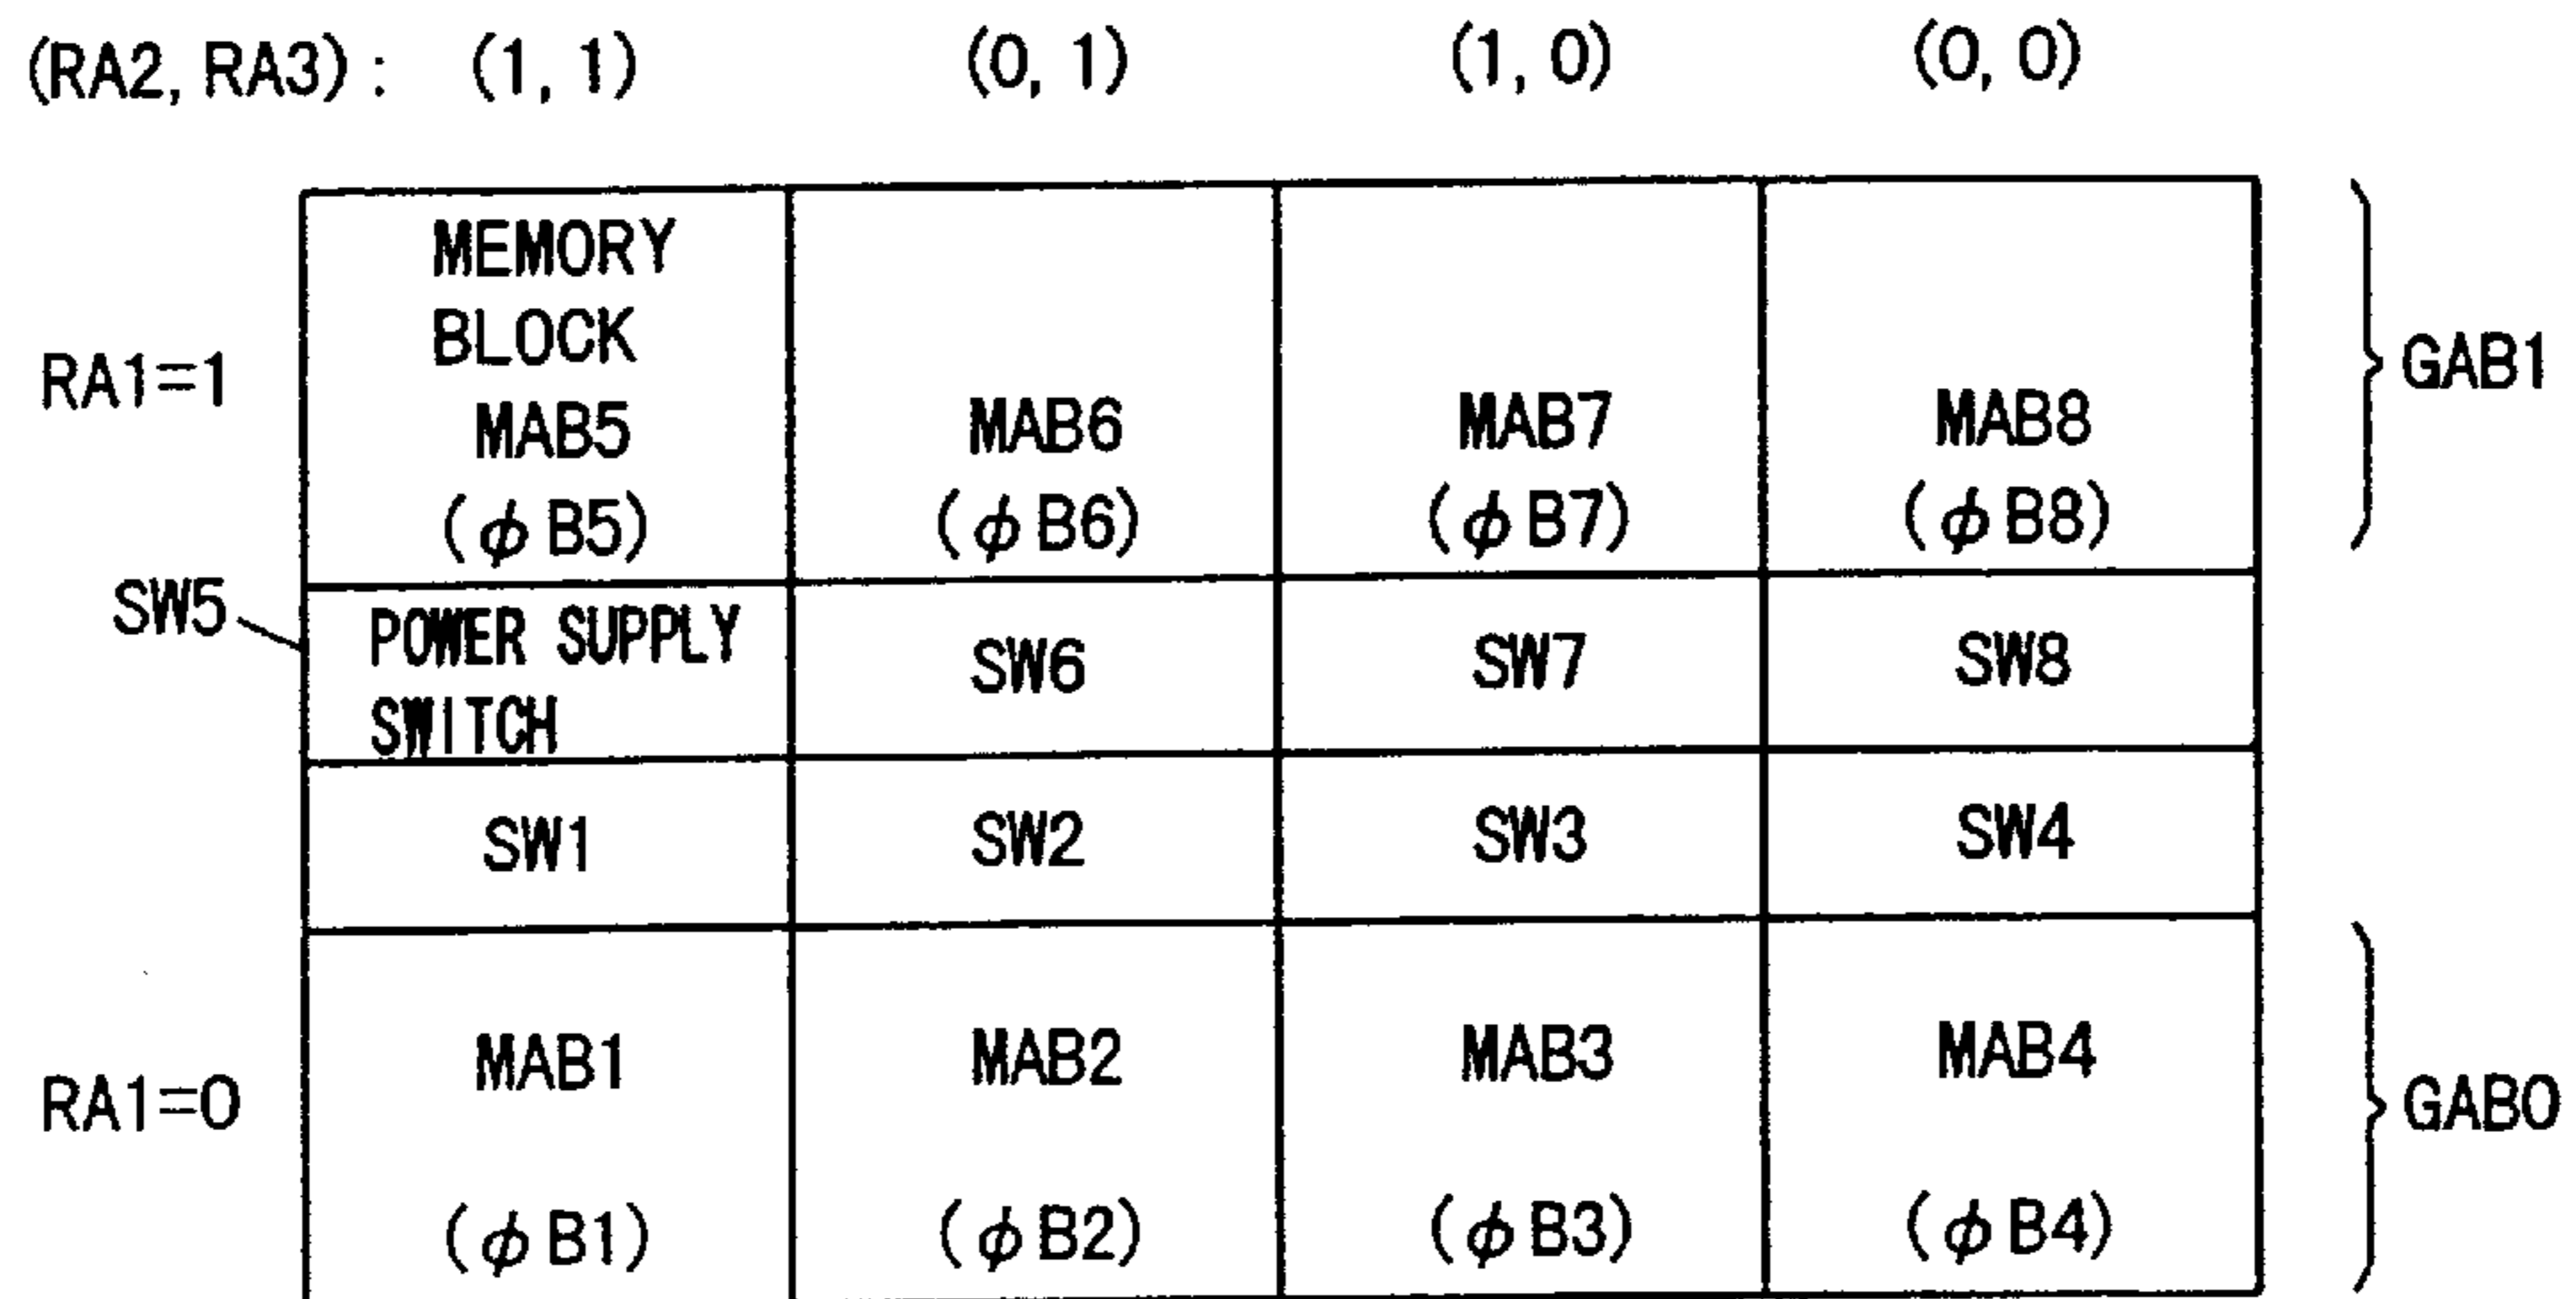 (RA2, RA3) : (1, 1) (0, 1) (1, 0) (0, 0)
MEMORY
BLOCK
RA1=1 GAB1
MAB5 MAB6 MAB7 MAB8
(φB5) (φB6) (φB7) (φB8)
SW5 POWER SUPPLY
SWITCH
SW6 SW7 SW8
SW1 SW2 SW3 SW4
MAB1 MAB2 MAB3 MAB4
RA1=0 GAB0
(φB1) (φB2) (φB3) (φB4)